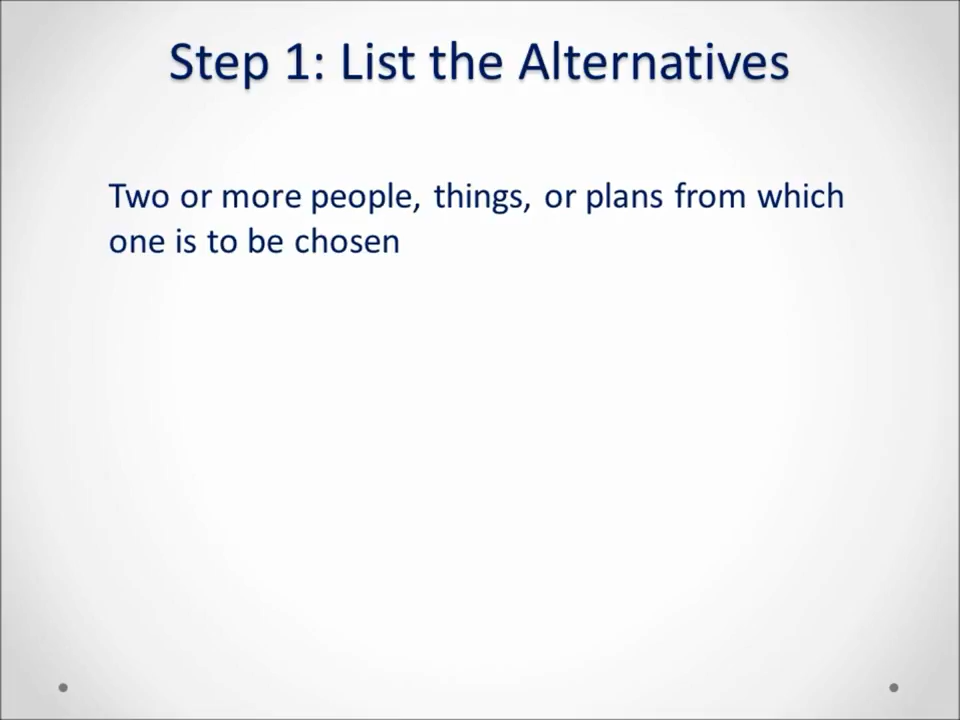 Step 1: List the Alternatives
Two or more people, things, or plans from which
one is to be chosen